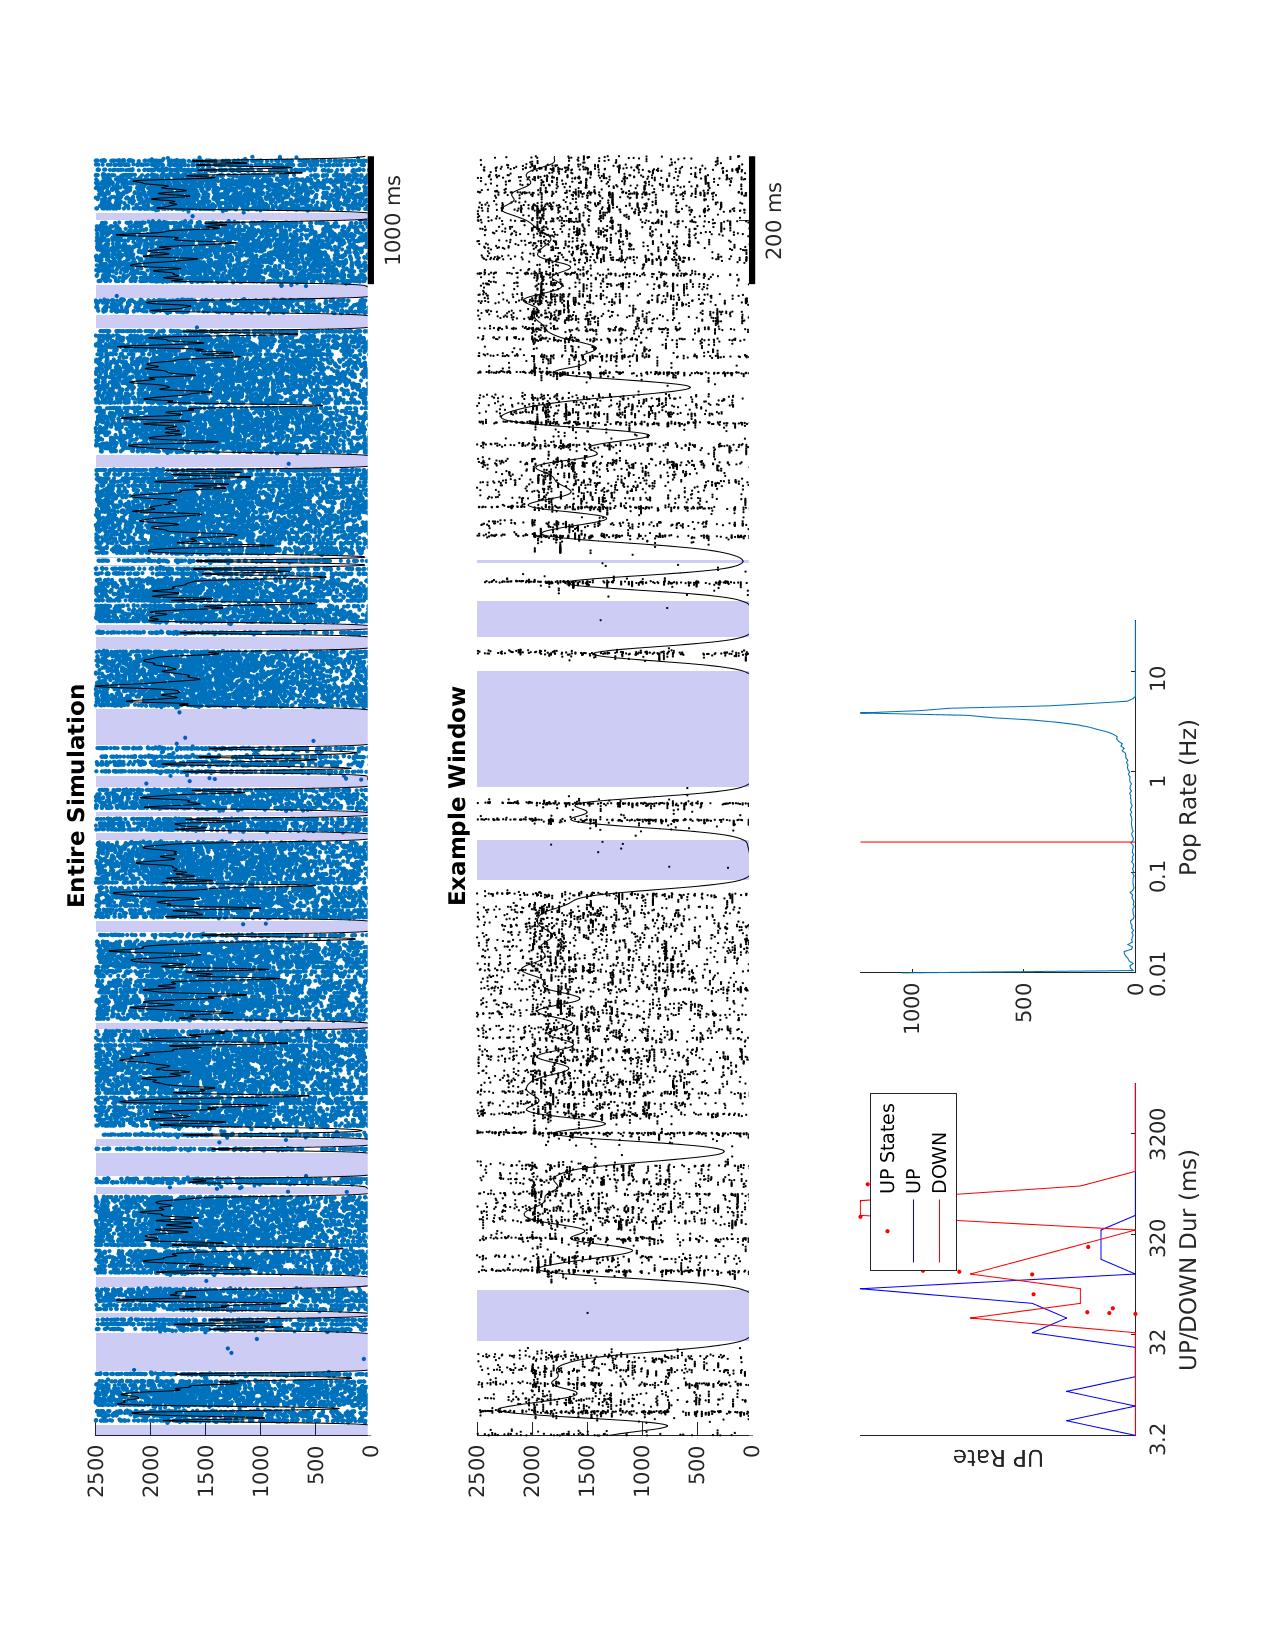 Entire Simulation
2500
2000
1500
1000
500
0
1000 ms
Example Window
2500
2000
1500
1000
500
0
200 ms
UP Rate
UP States
UP
DOWN
3.2
32
320
3200
UP/DOWN Dur (ms)
1000
500
0
0.01
0.1
1
10
Pop Rate (Hz)